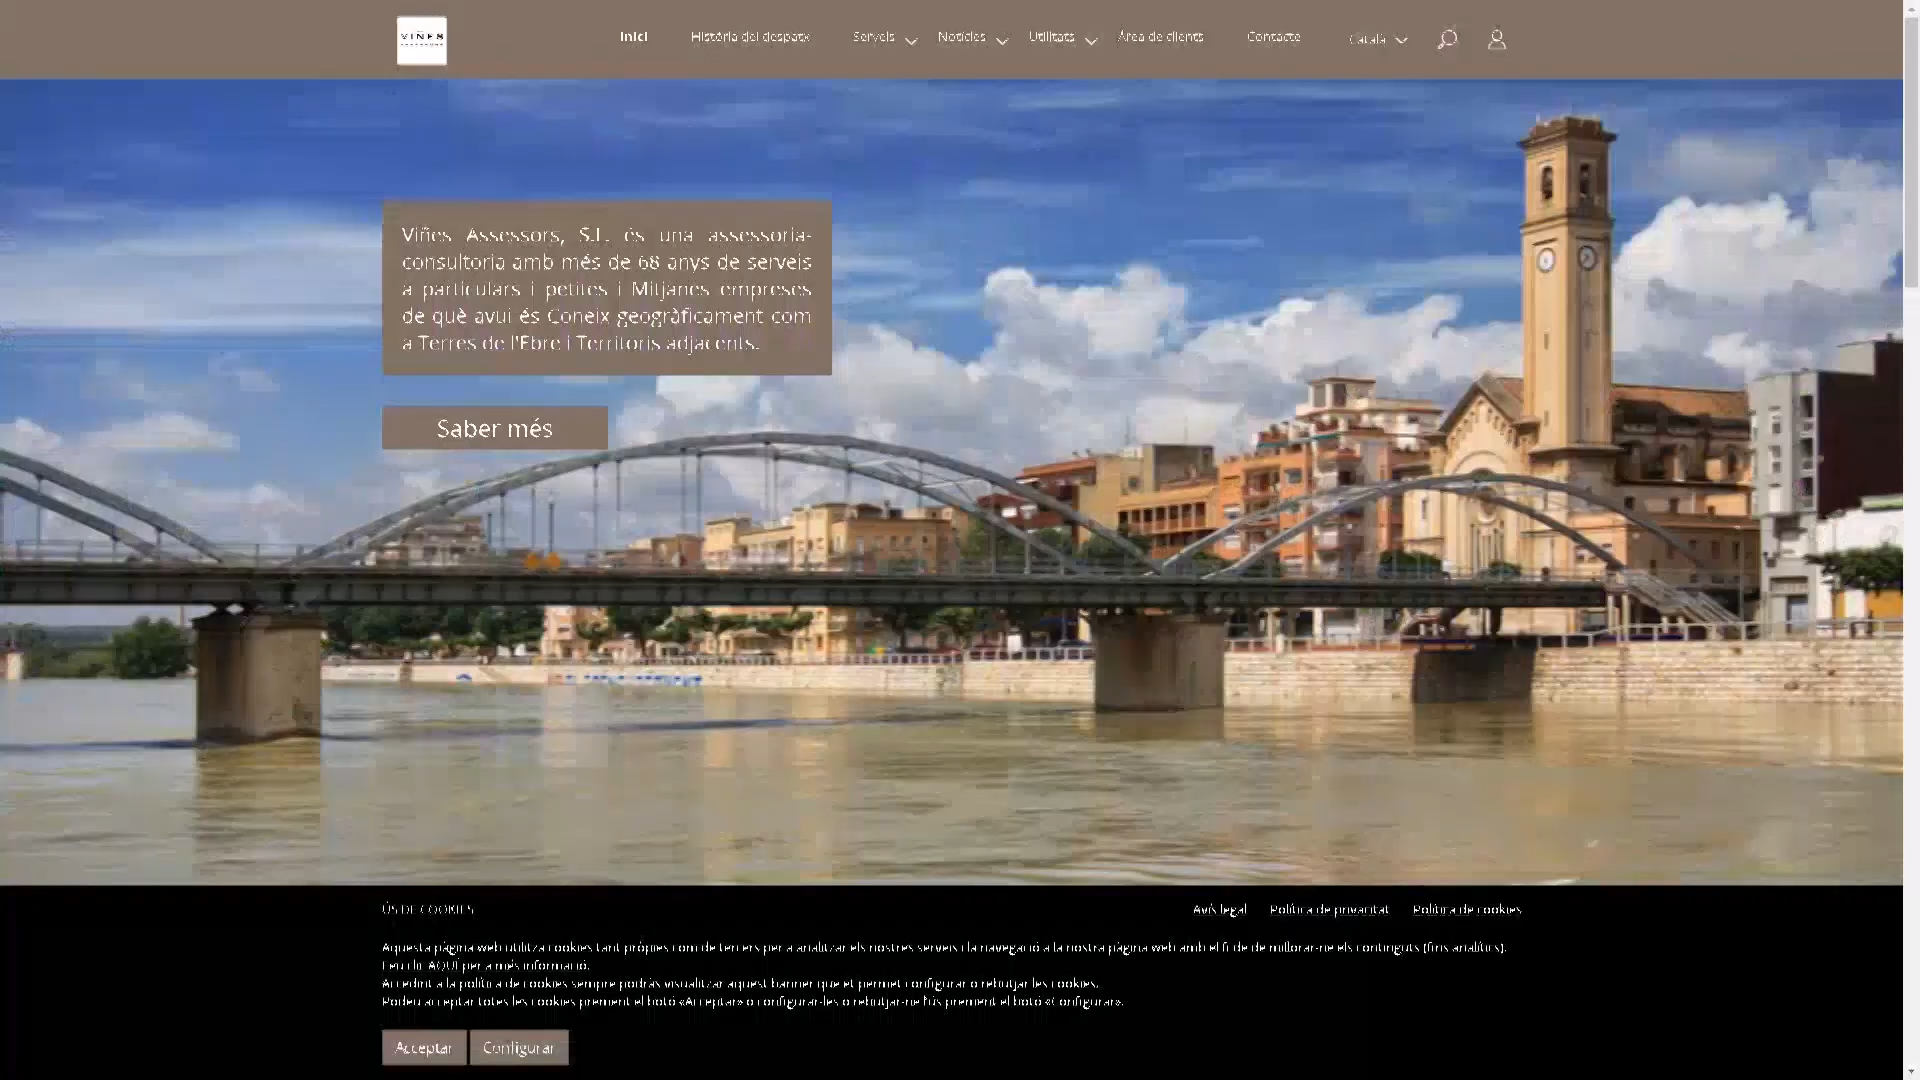 VIÑES
Inici
Història del despatx
Serveis
Notícies
Utilitats
Àrea de clients
Contacte
Català
Viñes Assessors, S.L. és una assessoria-
consultoria amb més de 68 anys de serveis
a particulars i petites i Mitjanes empreses
de què avui és Coneix geogràficament com
a Terres de l'Ebre i Territoris adjacents.
Saber més
ÚS DE COOKIES
Avís legal
Política de privacitat
Política de cookies
Aquesta pàgina web utilitza cookies tant pròpies com de tercers per a analitzar els nostres serveis i la navegació a la nostra pàgina web amb el fi de de millorar-ne els continguts (fins analítics).
Feu clic AQUÍ per a més informació.
Accedint a la política de cookies sempre podràs visualitzar aquest banner que et permet configurar o rebutjar les cookies.
Podeu acceptar totes les cookies prement el botó «Acceptar» o configurar-les o rebutjar-ne l'ús prement el botó «Configurar».
Acceptar
Configurar